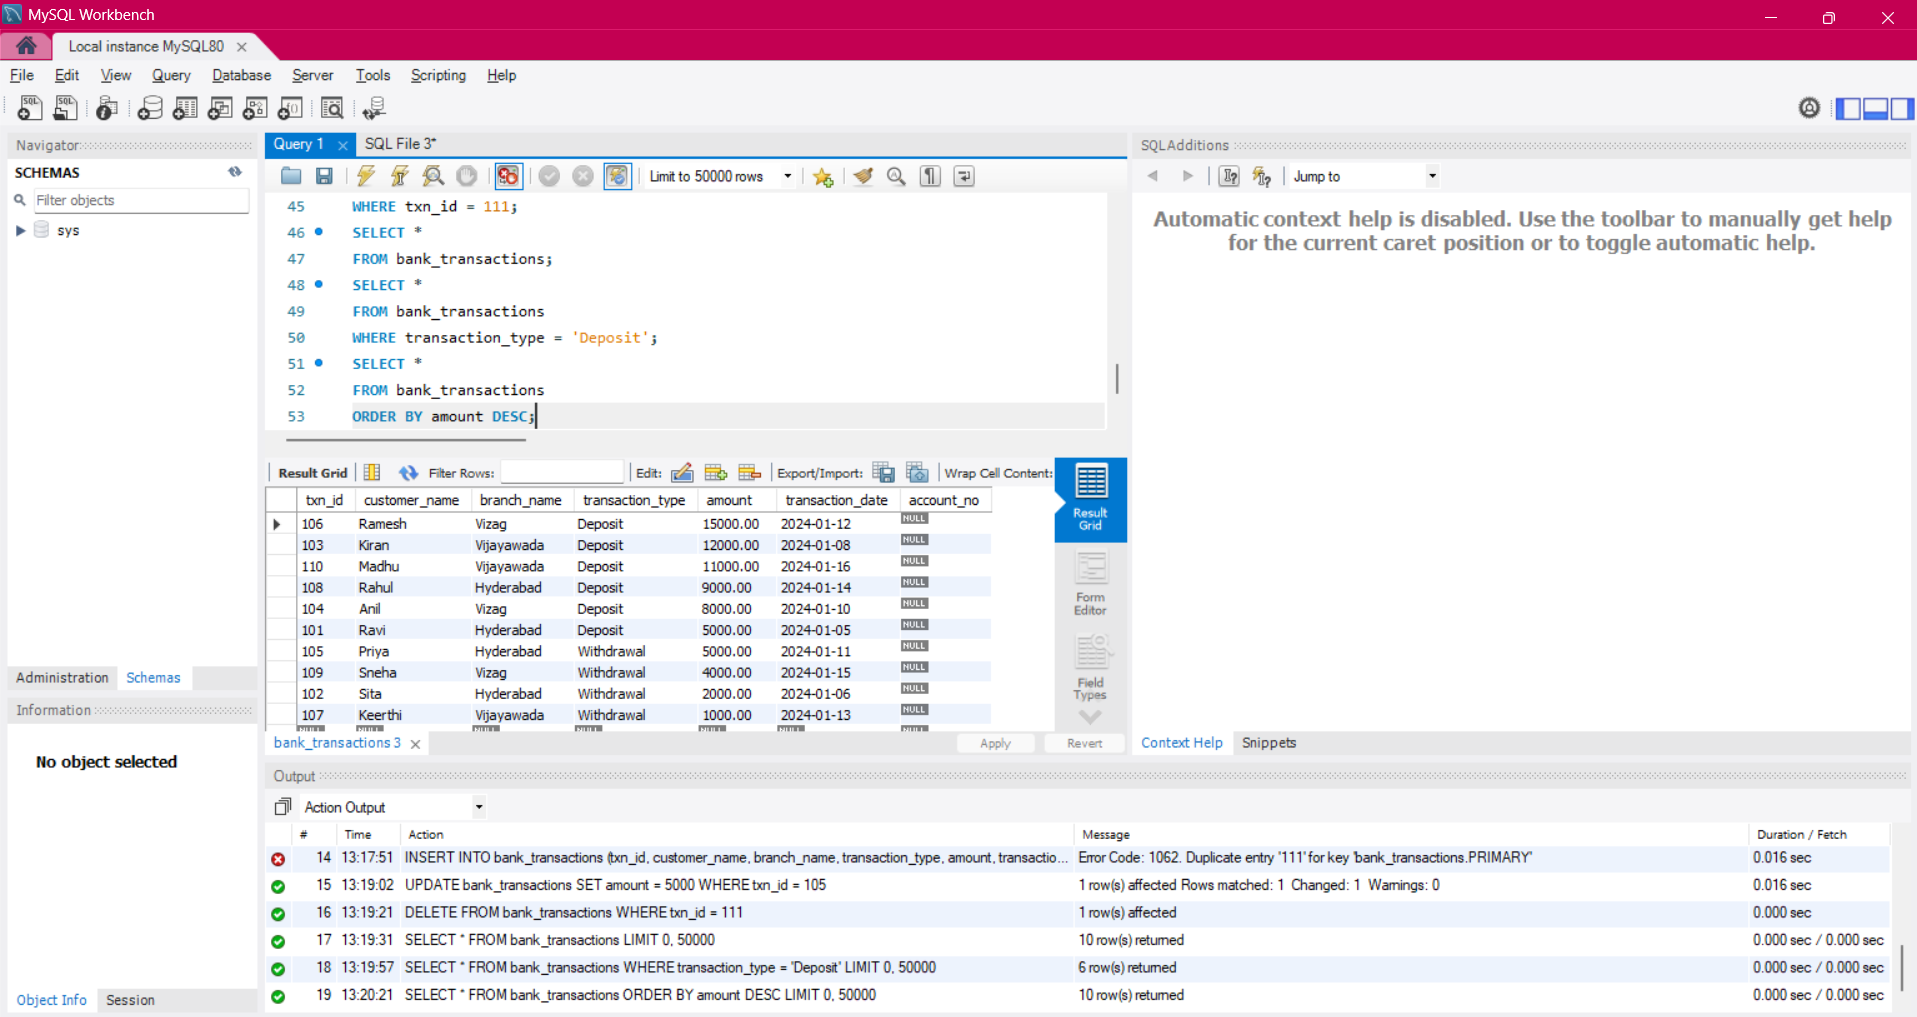 MySQL Workbench
Local instance MySQL80
File Edit View Query Database Server Tools Scripting Help
Navigator
SCHEMAS
Filter objects
sys
Administration Schemas
Information
No object selected
Object Info Session
Query 1 SQL File 3*
Limit to 50000 rows
45 WHERE txn_id = 111;
46 SELECT *
47 FROM bank_transactions;
48 SELECT *
49 FROM bank_transactions
50 WHERE transaction_type = 'Deposit';
51 SELECT *
52 FROM bank_transactions
53 ORDER BY amount DESC;
Result Grid Filter Rows: Edit: Export/Import: Wrap Cell Content:
txn_id customer_name branch_name transaction_type amount transaction_date account_no
106 Ramesh Vizag Deposit 15000.00 2024-01-12 NULL
103 Kiran Vijayawada Deposit 12000.00 2024-01-08 NULL
110 Madhu Vijayawada Deposit 11000.00 2024-01-16 NULL
108 Rahul Hyderabad Deposit 9000.00 2024-01-14 NULL
104 Anil Vizag Deposit 8000.00 2024-01-10 NULL
101 Ravi Hyderabad Deposit 5000.00 2024-01-05 NULL
105 Priya Hyderabad Withdrawal 5000.00 2024-01-11 NULL
109 Sneha Vizag Withdrawal 4000.00 2024-01-15 NULL
102 Sita Hyderabad Withdrawal 2000.00 2024-01-06 NULL
107 Keerthi Vijayawada Withdrawal 1000.00 2024-01-13 NULL
NULL NULL NULL NULL NULL NULL NULL
Result
Grid
Form
Editor
Field
Types
bank_transactions 3 Apply Revert
SQLAdditions
Jump to
Automatic context help is disabled. Use the toolbar to manually get help
for the current caret position or to toggle automatic help.
Context Help Snippets
Output
Action Output
# Time Action Message Duration / Fetch
14 13:17:51 INSERT INTO bank_transactions (txn_id, customer_name, branch_name, transaction_type, amount, transactio... Error Code: 1062. Duplicate entry '111' for key 'bank_transactions.PRIMARY' 0.016 sec
15 13:19:02 UPDATE bank_transactions SET amount = 5000 WHERE txn_id = 105 1 row(s) affected Rows matched: 1 Changed: 1 Warnings: 0 0.016 sec
16 13:19:21 DELETE FROM bank_transactions WHERE txn_id = 111 1 row(s) affected 0.000 sec
17 13:19:31 SELECT * FROM bank_transactions LIMIT 0, 50000 10 row(s) returned 0.000 sec / 0.000 sec
18 13:19:57 SELECT * FROM bank_transactions WHERE transaction_type = 'Deposit' LIMIT 0, 50000 6 row(s) returned 0.000 sec / 0.000 sec
19 13:20:21 SELECT * FROM bank_transactions ORDER BY amount DESC LIMIT 0, 50000 10 row(s) returned 0.000 sec / 0.000 sec